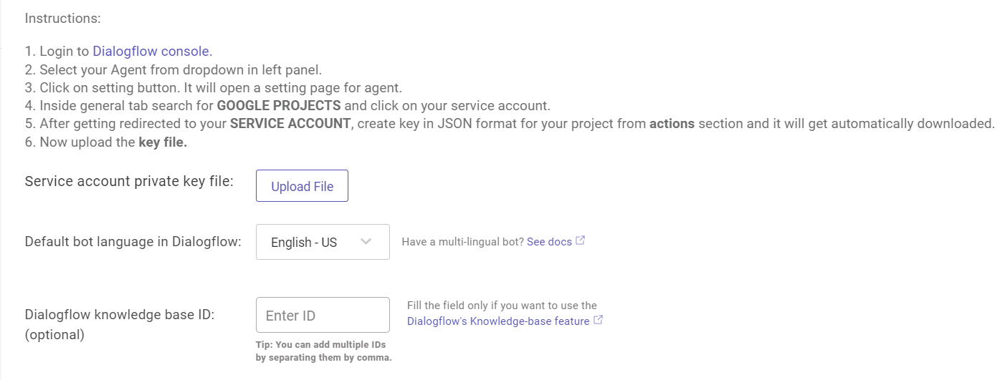 Instructions:
1. Login to Dialogflow console.
2. Select your Agent from dropdown in left panel.
3. Click on setting button. It will open a setting page for agent.
4. Inside general tab search for GOOGLE PROJECTS and click on your service account.
5. After getting redirected to your SERVICE ACCOUNT, create key in JSON format for your project from actions section and it will get automatically downloaded.
6. Now upload the key file.
Service account private key file:
Upload File
Default bot language in Dialogflow:
English - US
Have a multi-lingual bot? See docs
Dialogflow knowledge base ID:
(optional)
Enter ID
Fill the field only if you want to use the
Dialogflow's Knowledge-base feature
Tip: You can add multiple IDs
by separating them by comma.